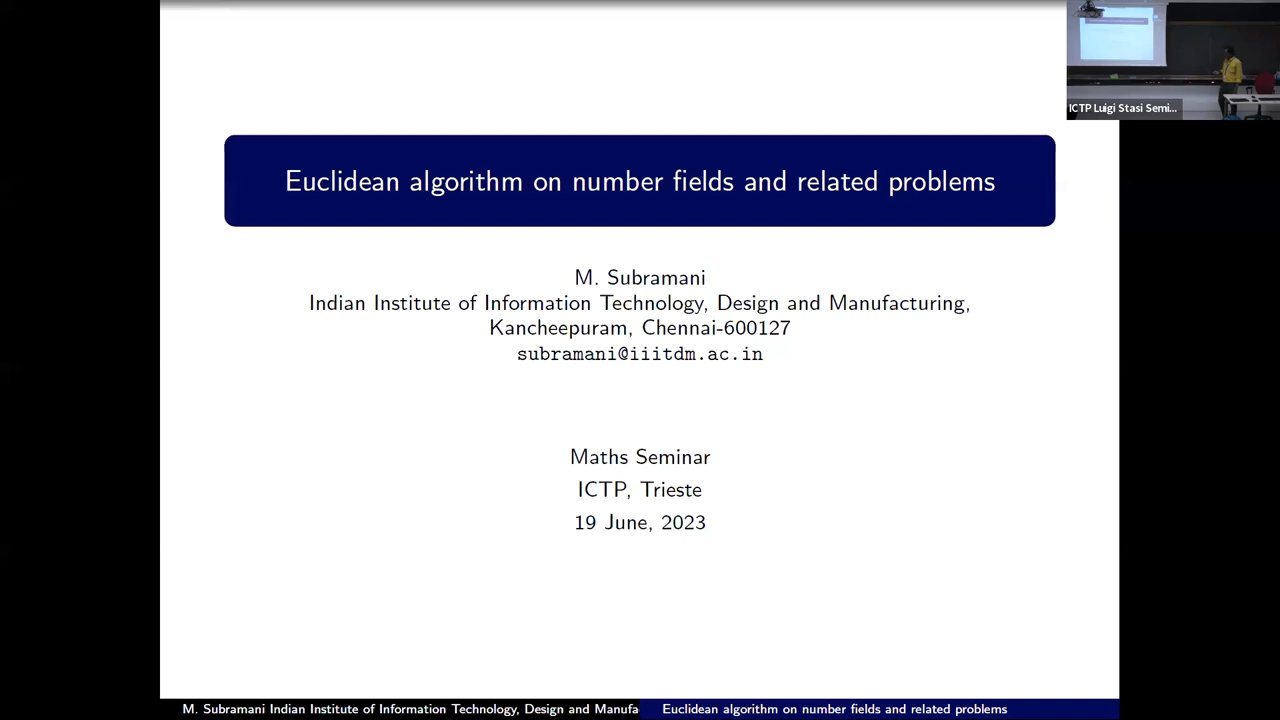 ICTP Luigi Stasi Semi...
Euclidean algorithm on number fields and related problems
M. Subramani
Indian Institute of Information Technology, Design and Manufacturing,
Kancheepuram, Chennai-600127
subramani@iiitdm.ac.in
Maths Seminar
ICTP, Trieste
19 June, 2023
M. Subramani Indian Institute of Information Technology, Design and Manufa
Euclidean algorithm on number fields and related problems